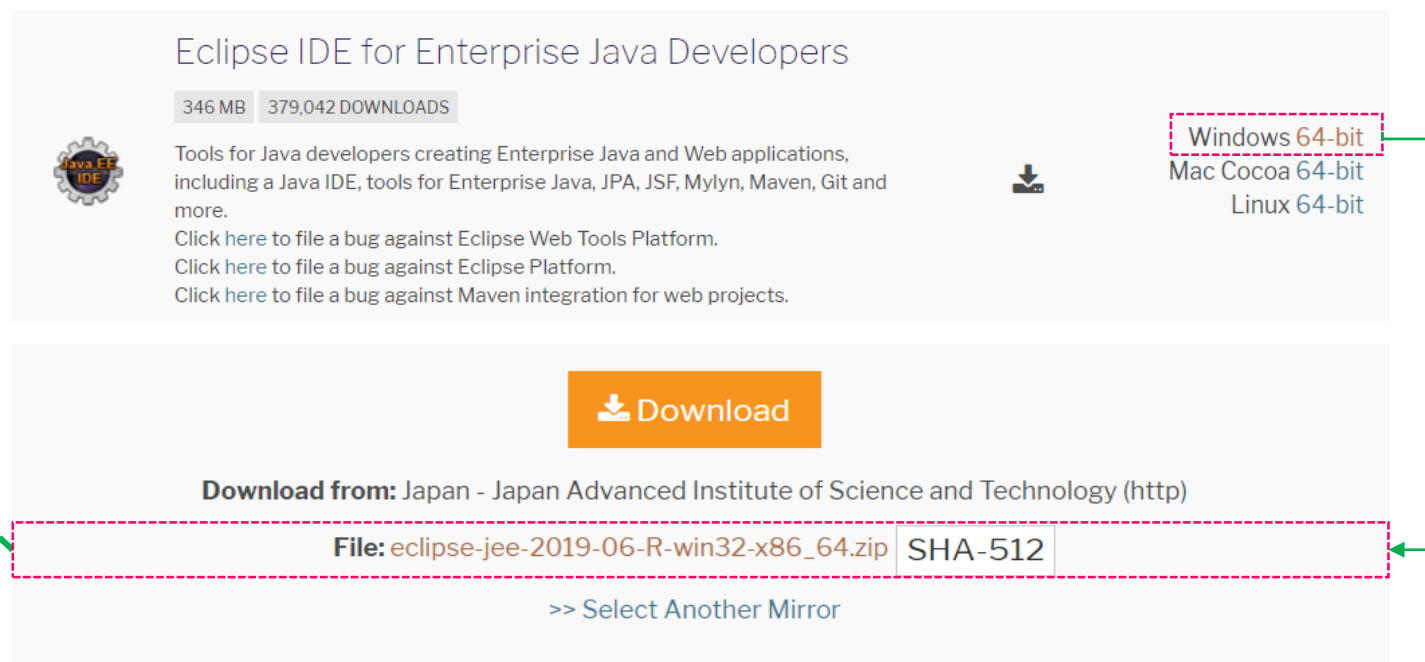 Eclipse IDE for Enterprise Java Developers
346 MB 379,042 DOWNLOADS
Java EE
IDE
Tools for Java developers creating Enterprise Java and Web applications,
including a Java IDE, tools for Enterprise Java, JPA, JSF, Mylyn, Maven, Git and
more.
Click here to file a bug against Eclipse Web Tools Platform.
Click here to file a bug against Eclipse Platform.
Click here to file a bug against Maven integration for web projects.
Windows 64-bit
Mac Cocoa 64-bit
Linux 64-bit
Download
Download from: Japan - Japan Advanced Institute of Science and Technology (http)
File: eclipse-jee-2019-06-R-win32-x86_64.zip SHA-512
>> Select Another Mirror